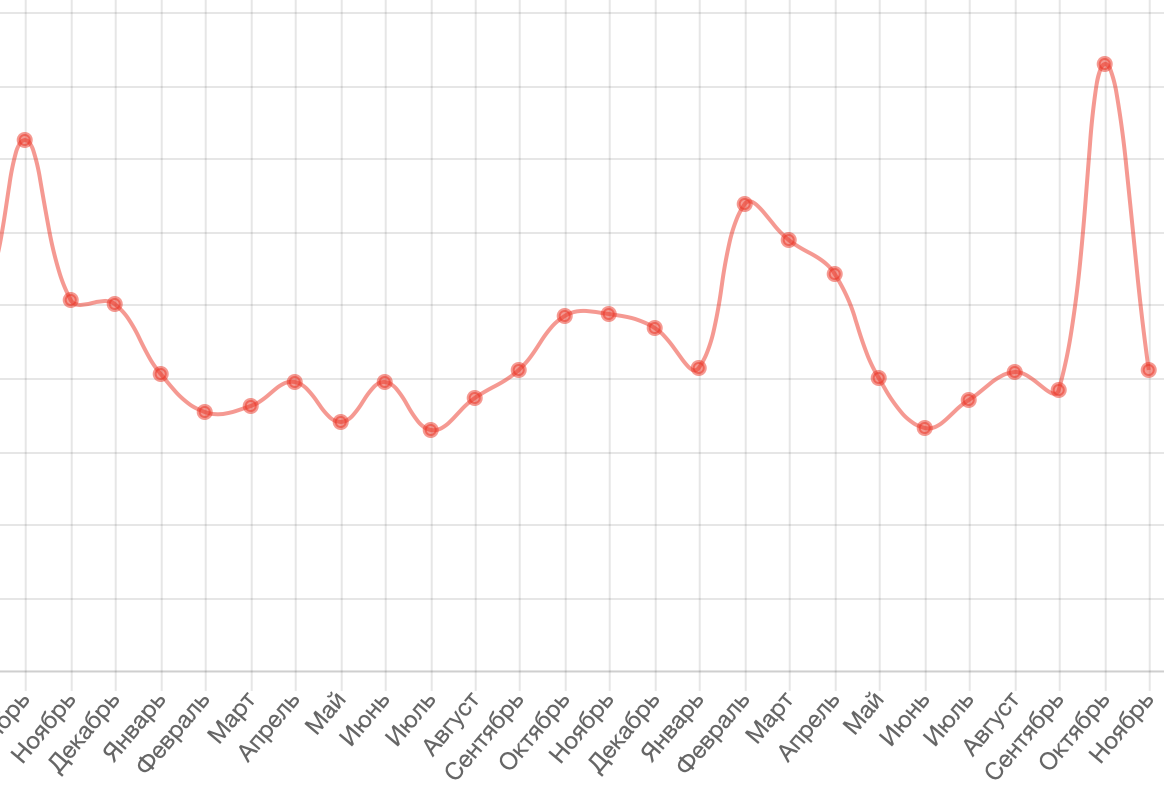 Ноябрь
Декабрь
Январь
Февраль
Март
Апрель
Май
Июнь
Июль
Август
Сентябрь
Октябрь
Ноябрь
Декабрь
Январь
Февраль
Март
Апрель
Май
Июнь
Июль
Август
Сентябрь
Октябрь
Ноябрь